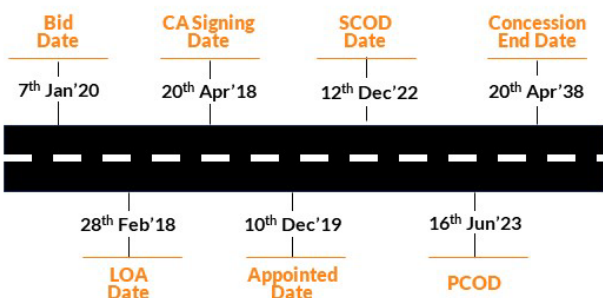 Bid
Date
CA Signing
Date
SCOD
Date
Concession
End Date
7th Jan'20
20th Apr'18
12th Dec'22
20th Apr'38
28th Feb'18
10th Dec'19
16th Jun'23
LOA
Date
Appointed
Date
PCOD